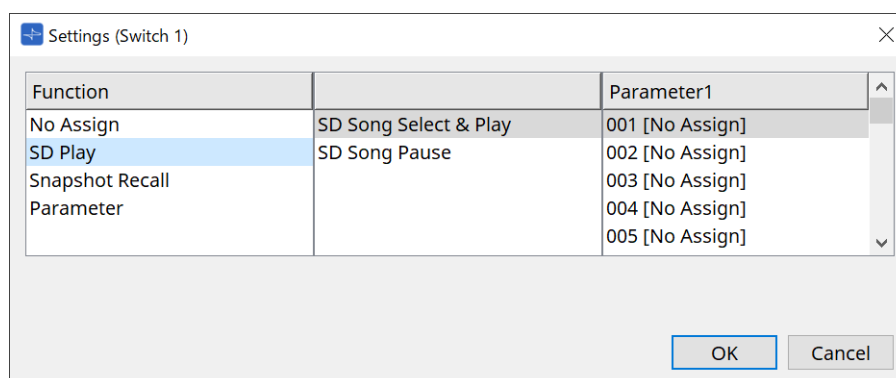 Settings (Switch 1)
Function
Parameter1
No Assign
SD Song Select & Play
001 [No Assign]
SD Play
SD Song Pause
002 [No Assign]
Snapshot Recall
003 [No Assign]
Parameter
004 [No Assign]
005 [No Assign]
OK
Cancel